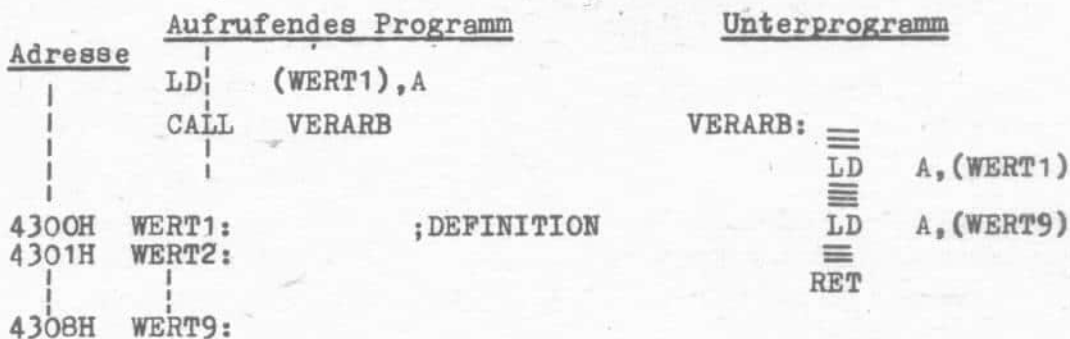 Aufrufendes Programm Unterprogramm
Adresse
LD (WERT1),A
CALL VERARB VERARB:
LD A,(WERT1)
4300H WERT1: ;DEFINITION LD A,(WERT9)
4301H WERT2:
RET
4308H WERT9: